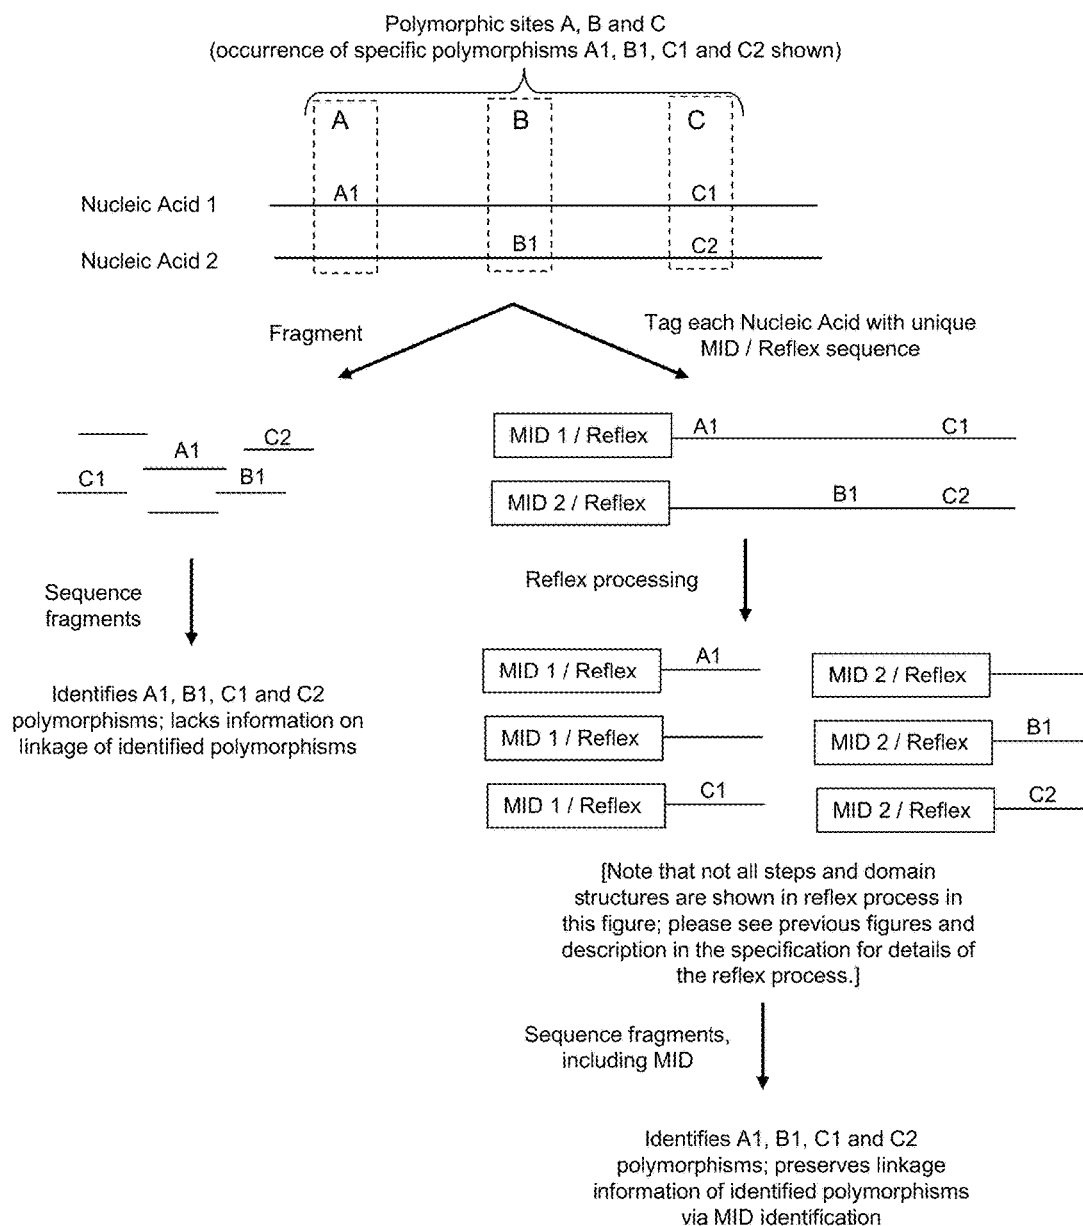 Polymorphic sites A, B and C
(occurrence of specific polymorphisms A1, B1, C1 and C2 shown)
A B C
Nucleic Acid 1 A1 C1
Nucleic Acid 2 B1 C2
Fragment
Tag each Nucleic Acid with unique
MID / Reflex sequence
A1 C2
C1 B1
MID 1 / Reflex A1 C1
MID 2 / Reflex B1 C2
Sequence
fragments
Reflex processing
Identifies A1, B1, C1 and C2
polymorphisms; lacks information on
linkage of identified polymorphisms
MID 1 / Reflex A1 MID 2 / Reflex
MID 1 / Reflex MID 2 / Reflex B1
MID 1 / Reflex C1 MID 2 / Reflex C2
[Note that not all steps and domain
structures are shown in reflex process in
this figure; please see previous figures and
description in the specification for details of
the reflex process.]
Sequence fragments,
including MID
Identifies A1, B1, C1 and C2
polymorphisms; preserves linkage
information of identified polymorphisms
via MID identification